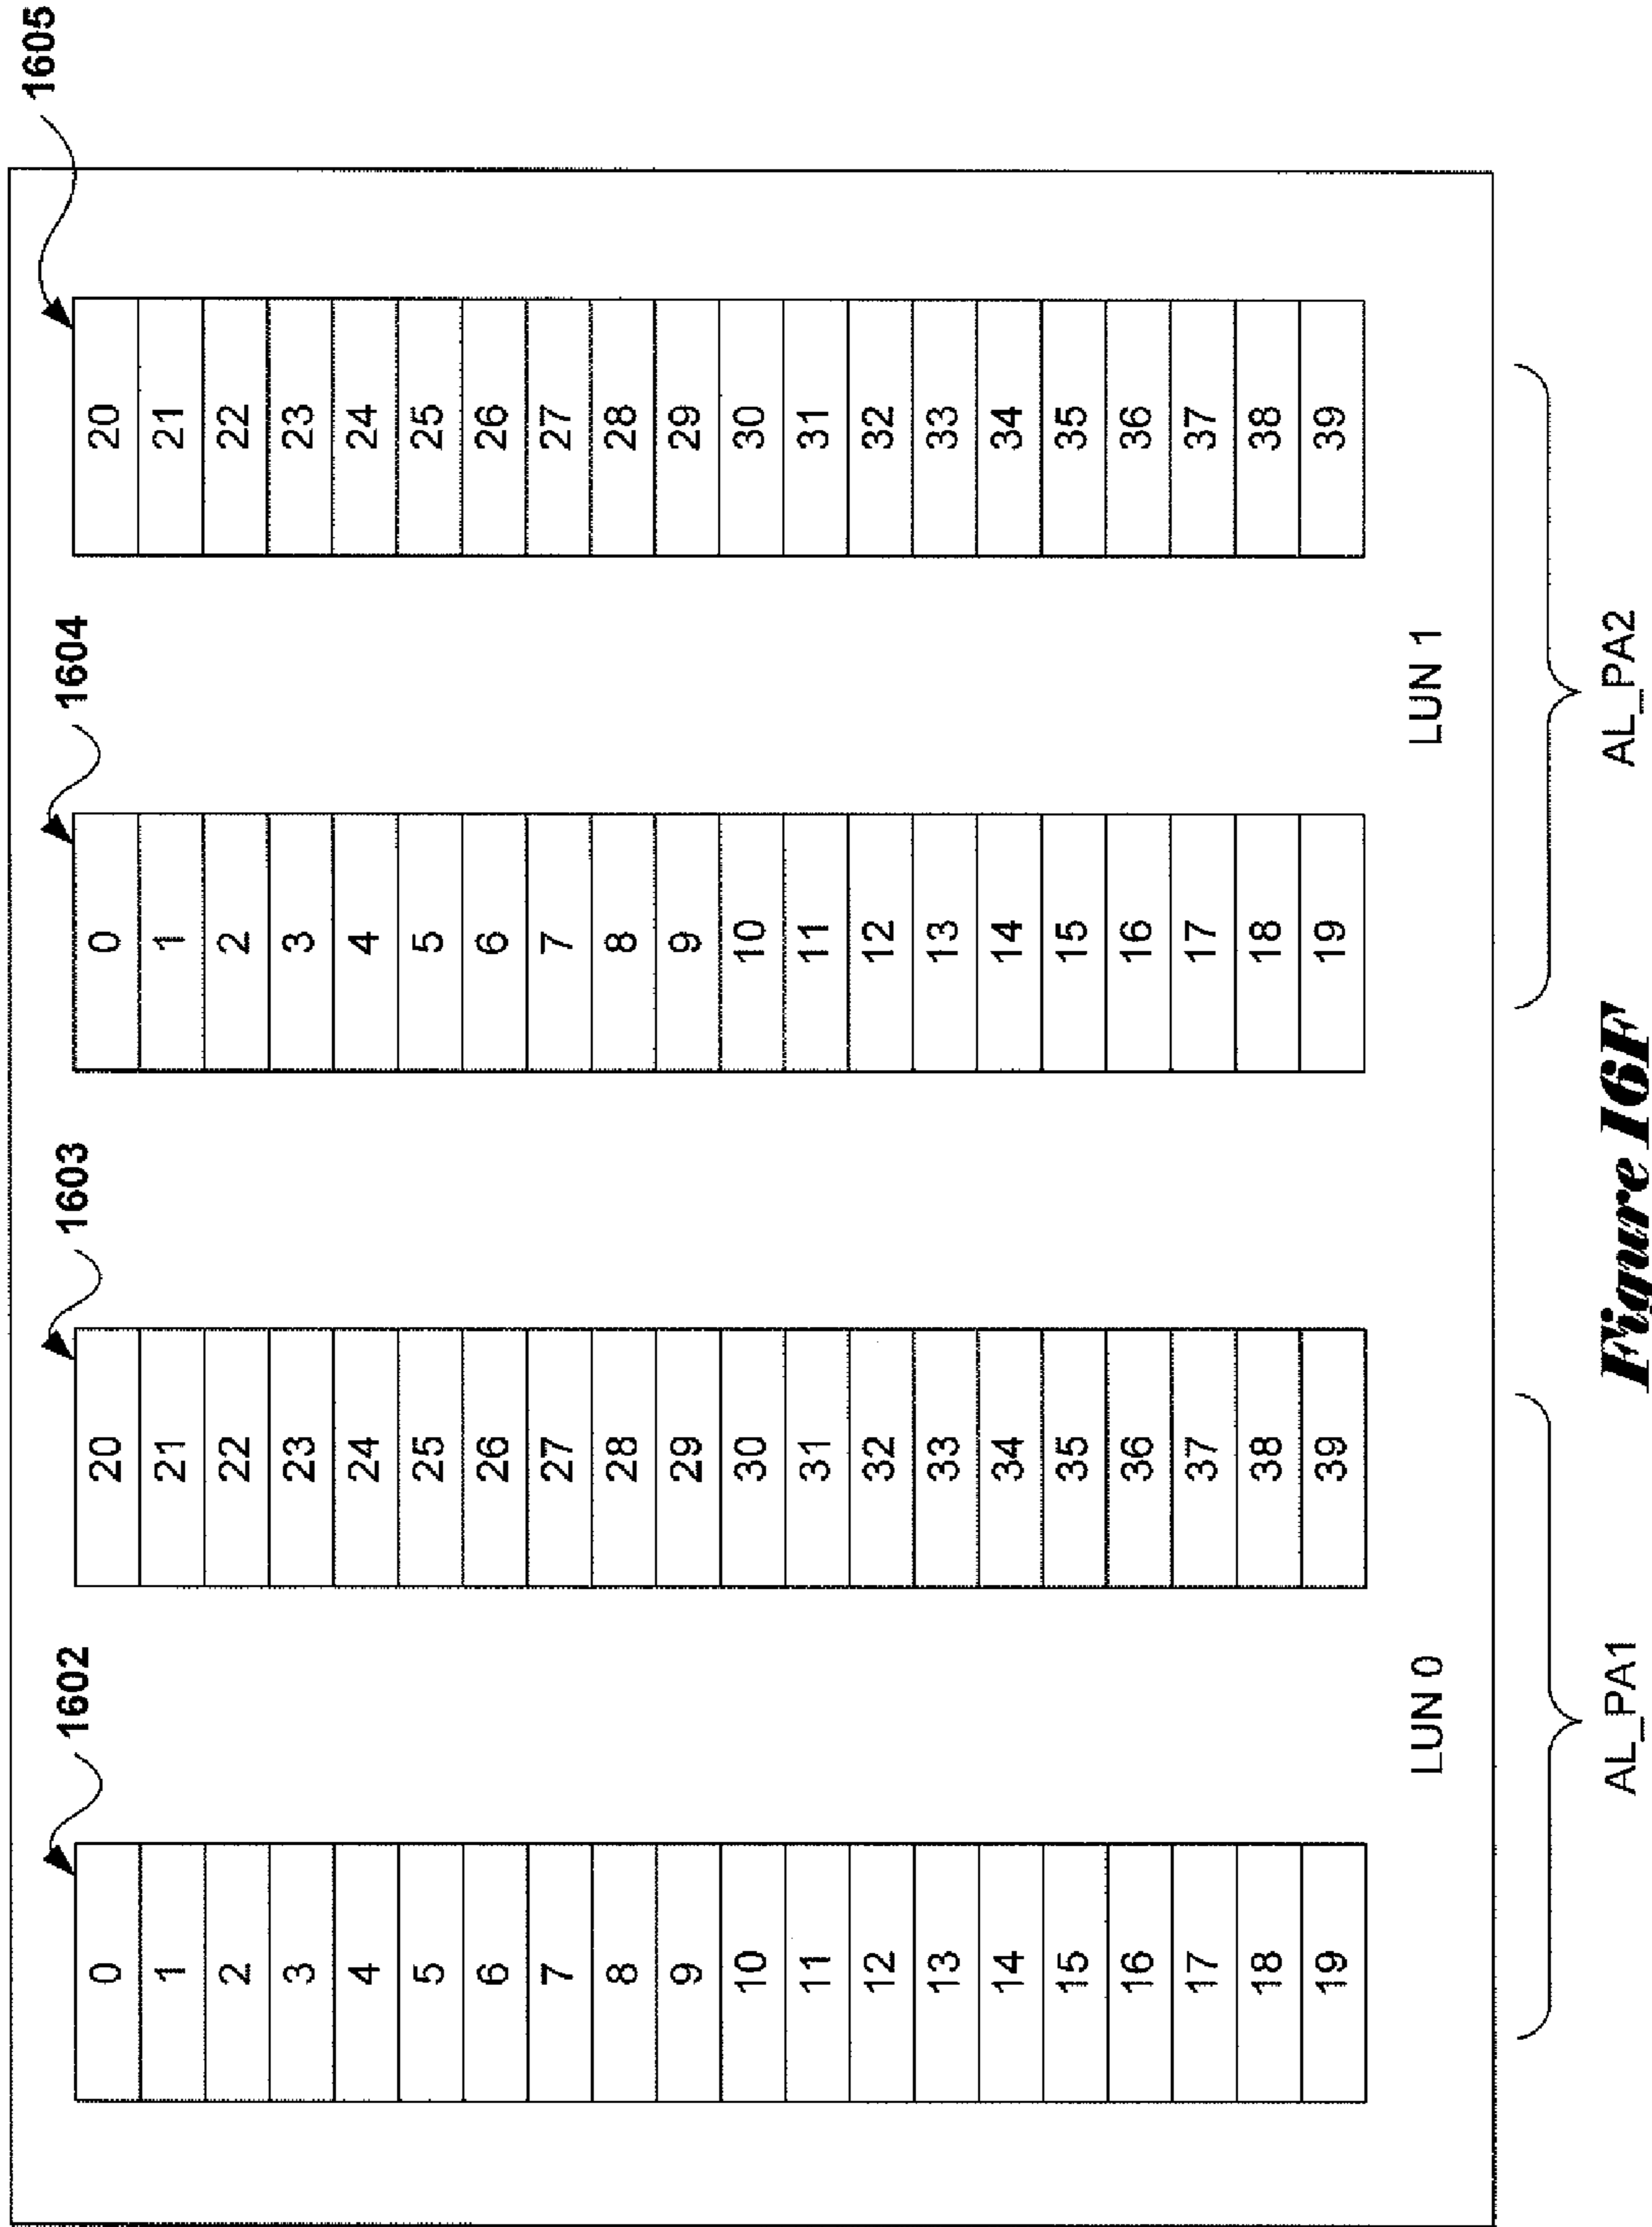 1602
1603
1604
1605
0 20 0 20
1 21 1 21
2 22 2 22
3 23 3 23
4 24 4 24
5 25 5 25
6 26 6 26
7 27 7 27
8 28 8 28
9 29 9 29
10 30 10 30
11 31 11 31
12 32 12 32
13 33 13 33
14 34 14 34
15 35 15 35
16 36 16 36
17 37 17 37
18 38 18 38
19 39 19 39
LUN 0
LUN 1
AL_PA1
AL_PA2
Figure 16F